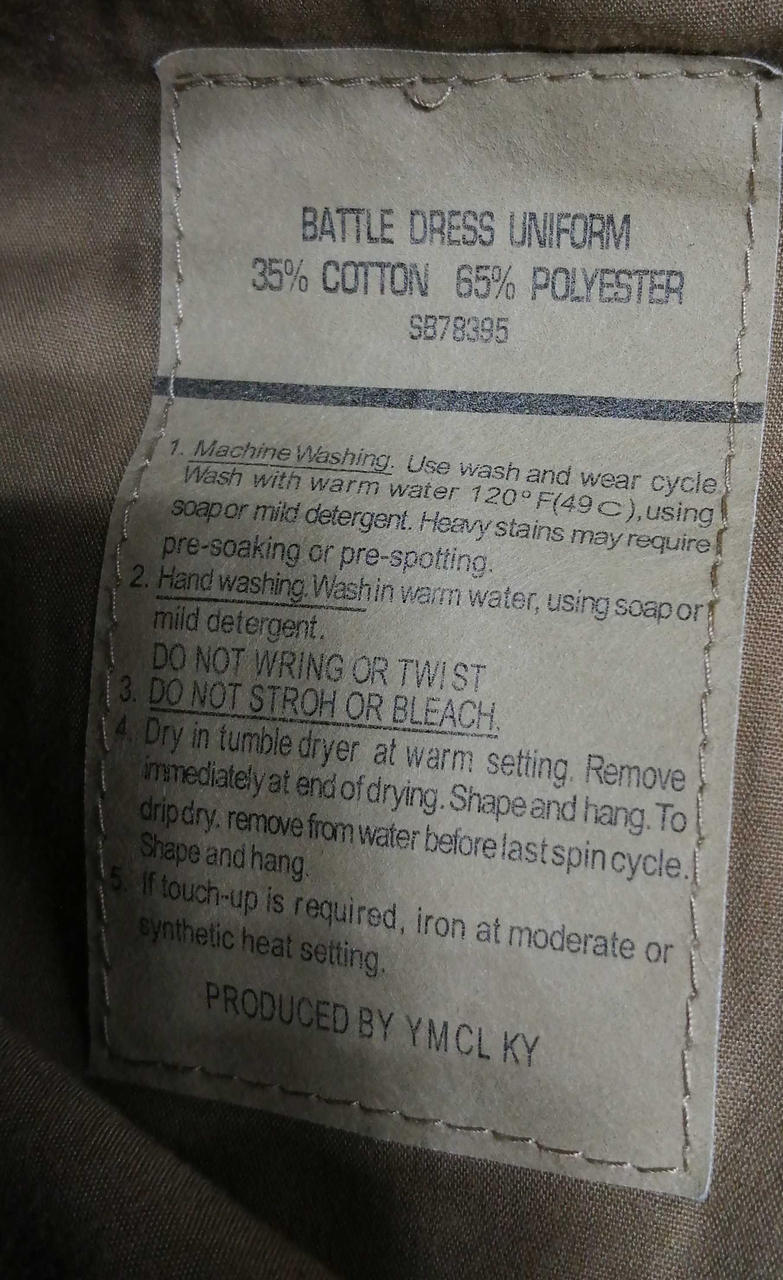 BATTLE DRESS UNIFORM
35% COTTON 65% POLYESTER
SB78395
1. Machine Washing. Use wash and wear cycle
Wash with warm water 120° F(49 C), using
soap or mild detergent. Heavy stains may require
pre-soaking or pre-spotting.
2. Hand washing. Wash in warm water, using soap or
mild detergent.
DO NOT WRING OR TWIST
3. DO NOT STROH OR BLEACH.
4. Dry in tumble dryer at warm setting. Remove
immediately at end of drying. Shape and hang. To
drip dry, remove from water before last spin cycle.
Shape and hang.
5. If touch-up is required, iron at moderate or
synthetic heat setting.
PRODUCED BY YMCL KY